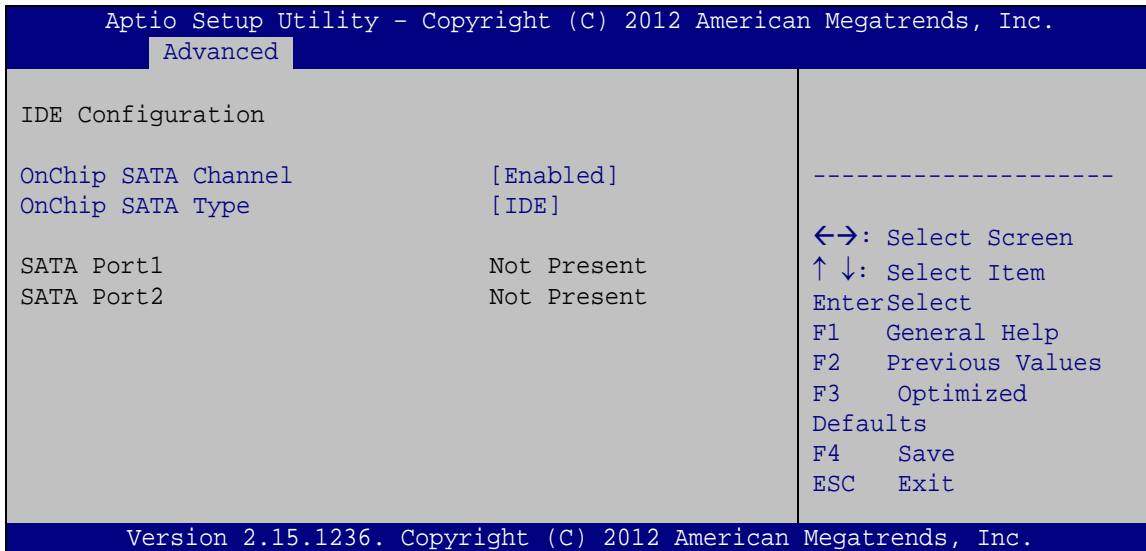 Aptio Setup Utility – Copyright (C) 2012 American Megatrends, Inc.
Advanced
IDE Configuration
OnChip SATA Channel [Enabled]
OnChip SATA Type [IDE]
SATA Port1 Not Present
SATA Port2 Not Present
---------------------
←→: Select Screen
↑ ↓: Select Item
EnterSelect
F1 General Help
F2 Previous Values
F3 Optimized
Defaults
F4 Save
ESC Exit
Version 2.15.1236. Copyright (C) 2012 American Megatrends, Inc.